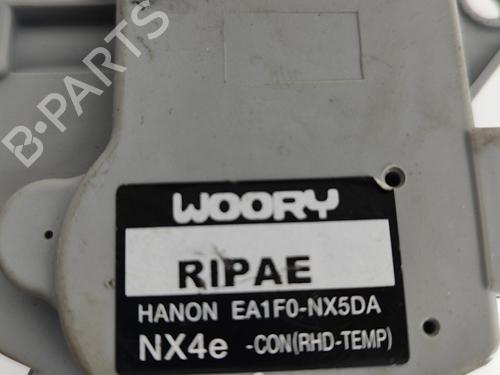 B-PARTS
WOORY
RIPAE
HANON EA1F0-NX5DA
NX4e -CON(RHD-TEMP)